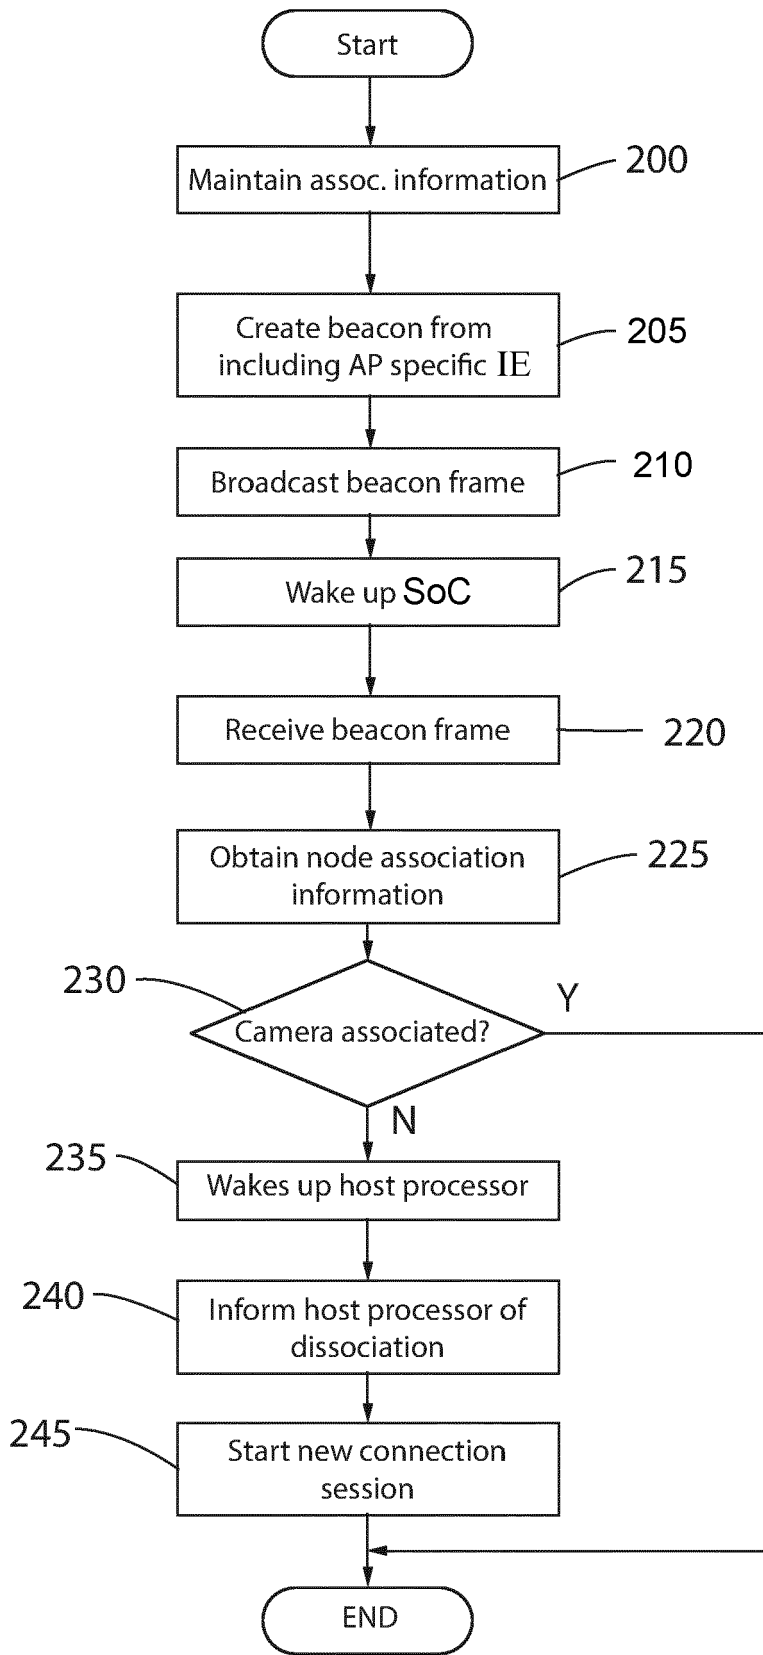 Start
Maintain assoc. information
200
Create beacon from
including AP specific IE
205
Broadcast beacon frame
210
Wake up SoC
215
Receive beacon frame
220
Obtain node association
information
225
230
Camera associated?
Y
N
235
Wakes up host processor
240
Inform host processor of
dissociation
245
Start new connection
session
END